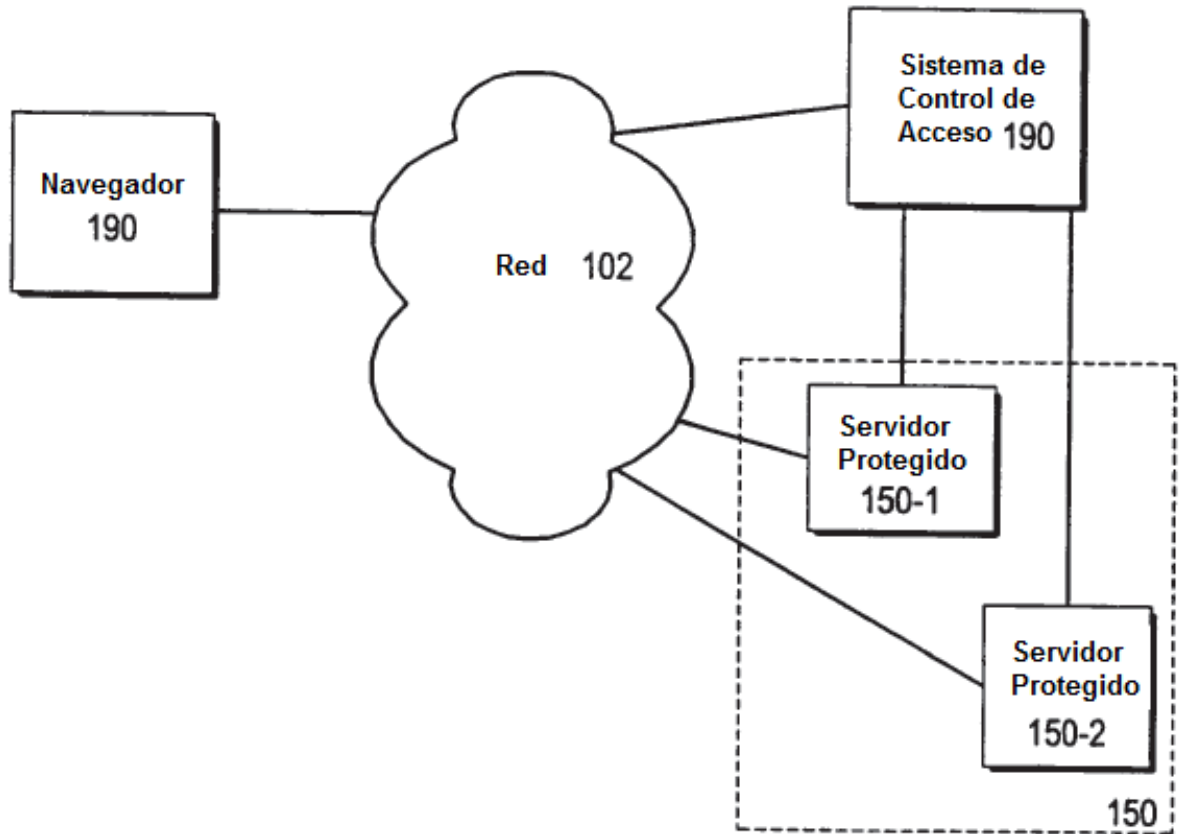 Sistema de
Control de
Acceso 190
Navegador
190
Red 102
Servidor
Protegido
150-1
Servidor
Protegido
150-2
150